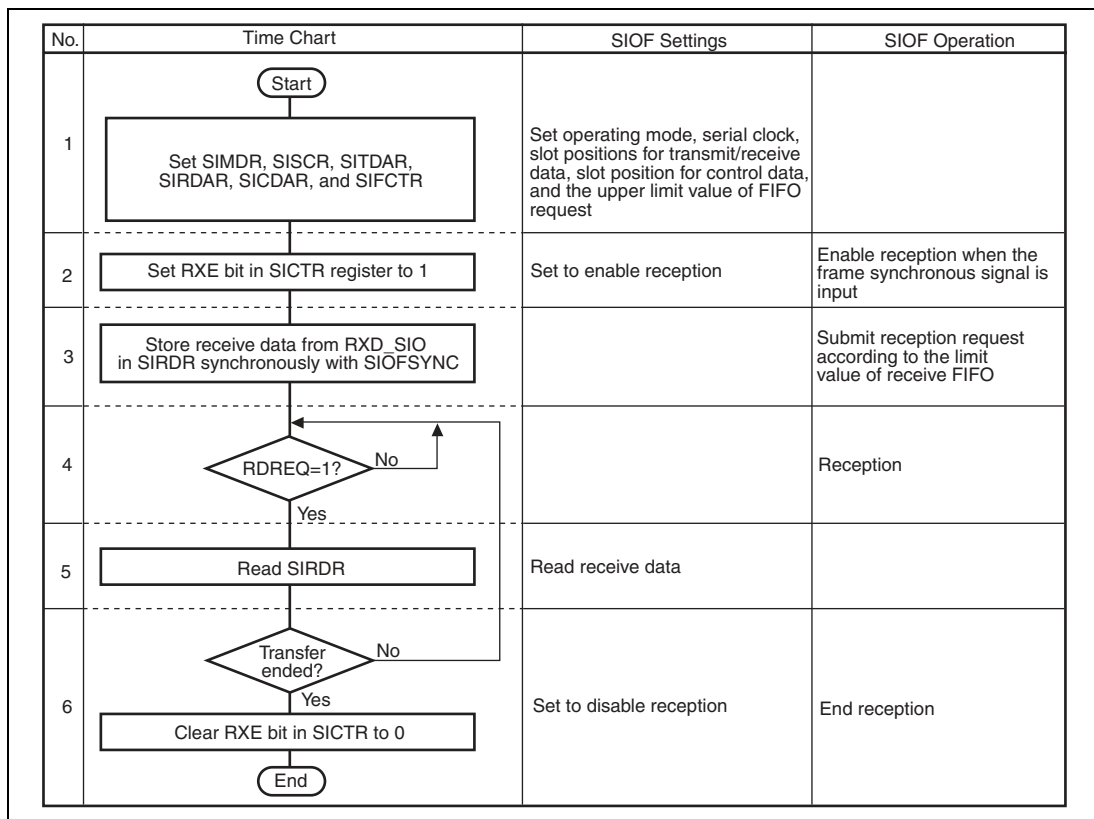 No.
Time Chart
SIOF Settings
SIOF Operation
Start
1
Set SIMDR, SISCR, SITDAR,
SIRDAR, SICDAR, and SIFCTR
Set operating mode, serial clock,
slot positions for transmit/receive
data, slot position for control data,
and the upper limit value of FIFO
request
2
Set RXE bit in SICTR register to 1
Set to enable reception
Enable reception when the
frame synchronous signal is
input
3
Store receive data from RXD_SIO
in SIRDR synchronously with SIOFSYNC
Submit reception request
according to the limit
value of receive FIFO
4
RDREQ=1?
No
Yes
Reception
5
Read SIRDR
Read receive data
6
Transfer
ended?
No
Yes
Clear RXE bit in SICTR to 0
End
Set to disable reception
End reception